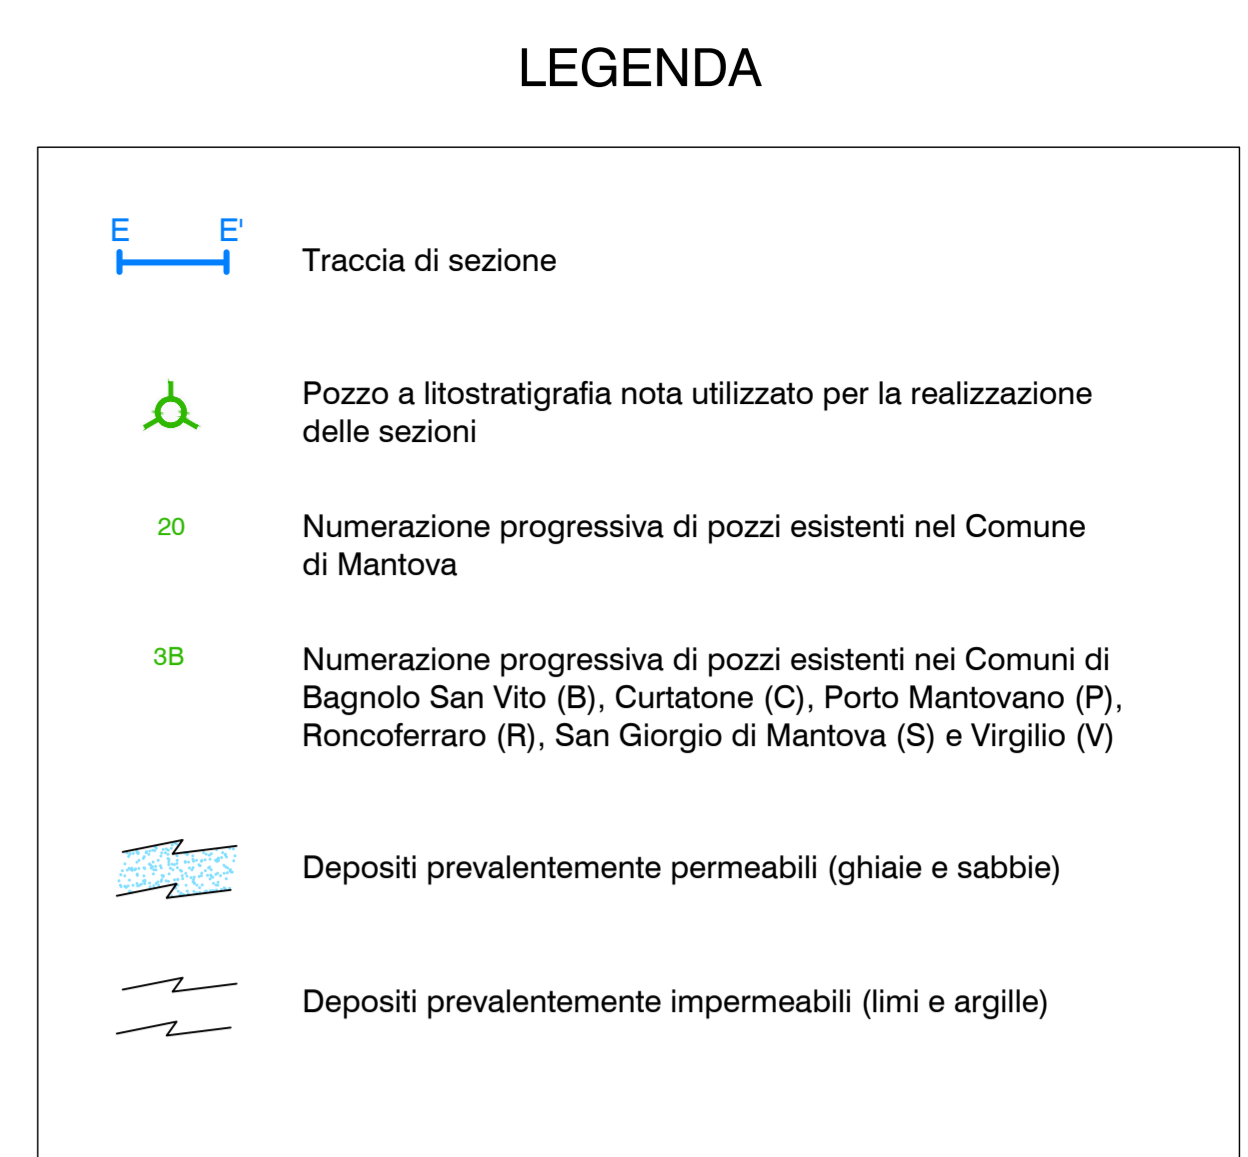 LEGENDA
E E'
Traccia di sezione
Pozzo a litostratigrafia nota utilizzato per la realizzazione
delle sezioni
20
Numerazione progressiva di pozzi esistenti nel Comune
di Mantova
3B
Numerazione progressiva di pozzi esistenti nei Comuni di
Bagnolo San Vito (B), Curtatone (C), Porto Mantovano (P),
Roncoferraro (R), San Giorgio di Mantova (S) e Virgilio (V)
Depositi prevalentemente permeabili (ghiaie e sabbie)
Depositi prevalentemente impermeabili (limi e argille)